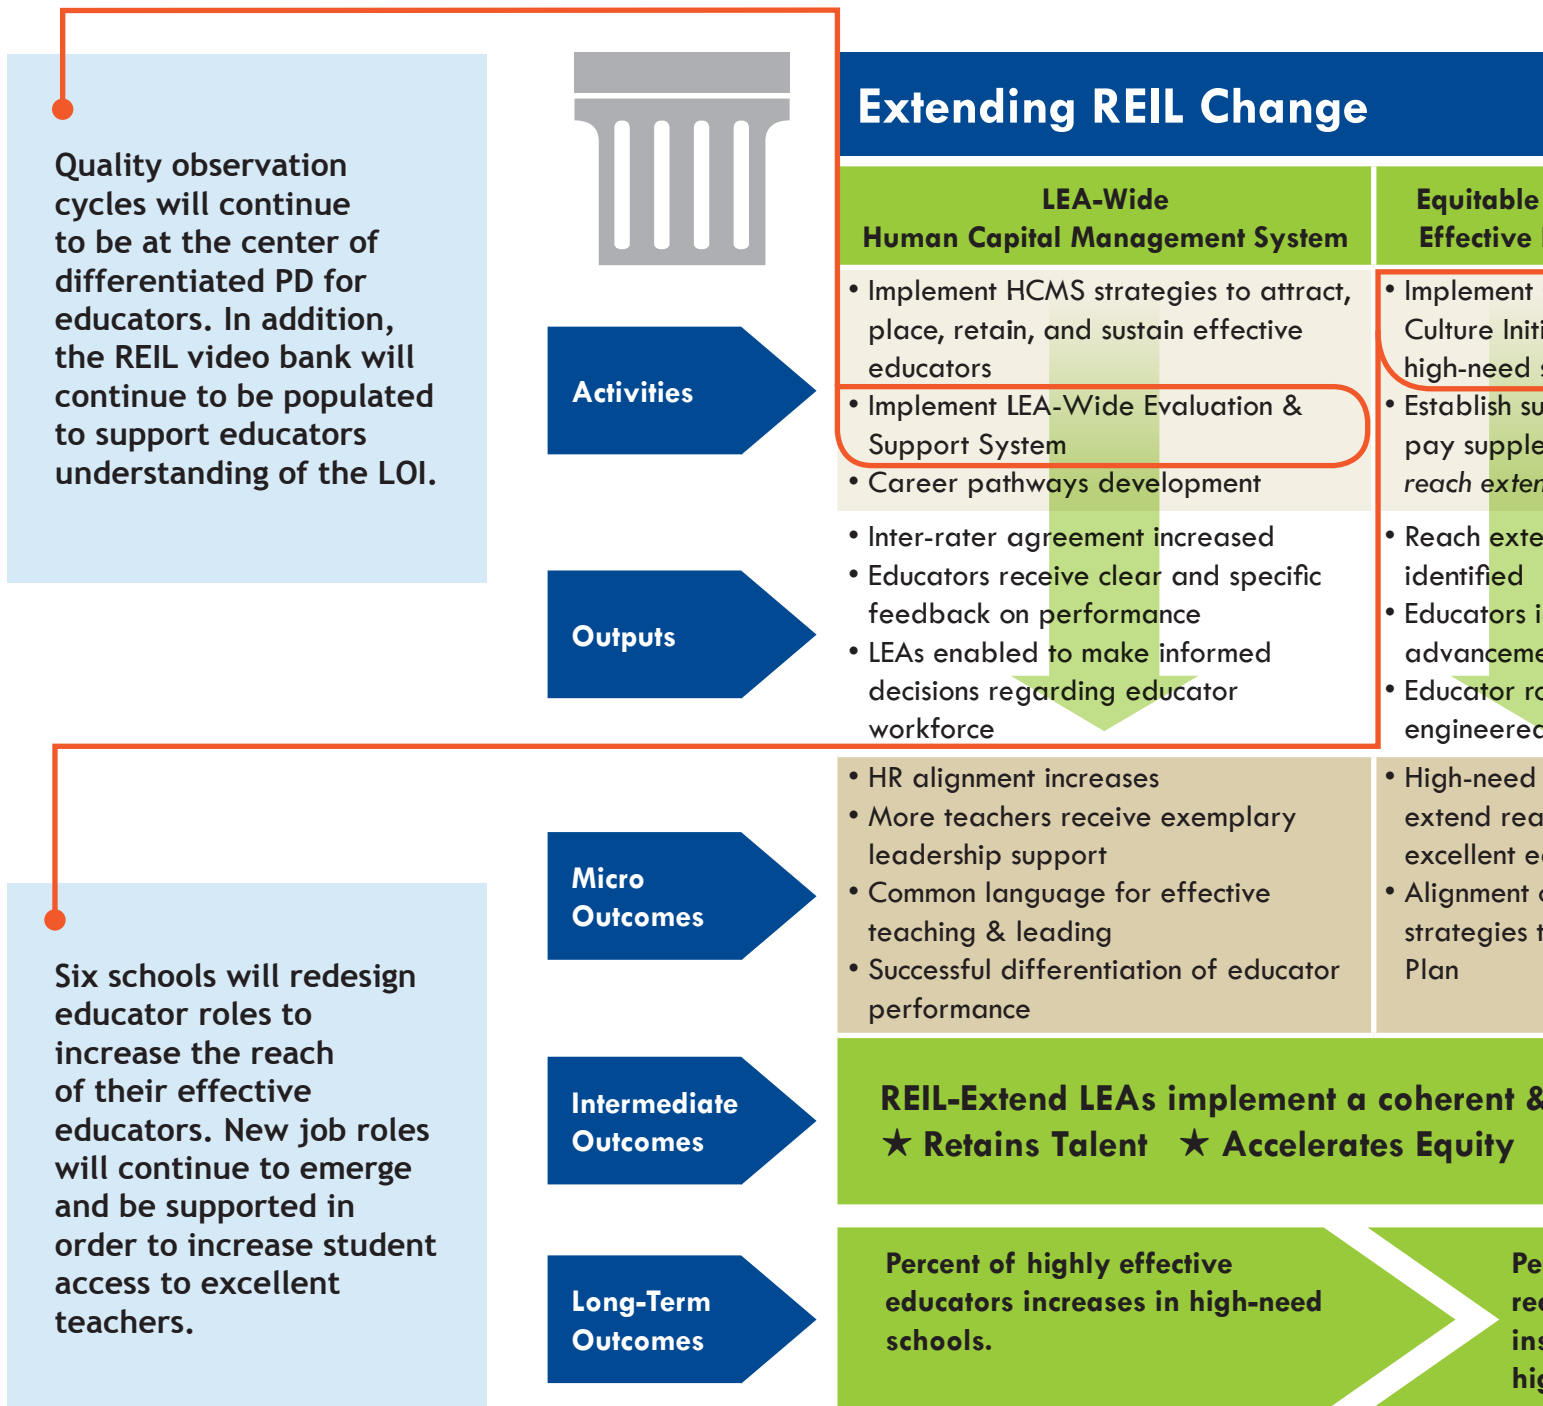 Quality observation
cycles will continue
to be at the center of
differentiated PD for
educators. In addition,
the REIL video bank will
continue to be populated
to support educators
understanding of the LOI.
Six schools will redesign
educator roles to
increase the reach
of their effective
educators. New job roles
will continue to emerge
and be supported in
order to increase student
access to excellent
teachers.
Extending REIL Change
LEA-Wide
Human Capital Management System
Equitable
Effective
Activities
• Implement HCMS strategies to attract,
place, retain, and sustain effective
educators
• Implement LEA-Wide Evaluation &
Support System
• Career pathways development
• Implement
Culture
high-need
• Establish
pay
reach
Outputs
• Inter-rater agreement increased
• Educators receive clear and specific
feedback on performance
• LEAs enabled to make informed
decisions regarding educator
workforce
• Reach
identified
• Educators
• Educator
engineered
Micro
Outcomes
• HR alignment increases
• More teachers receive exemplary
leadership support
• Common language for effective
teaching & leading
• Successful differentiation of educator
performance
• High-need
extend
excellent
• Alignment
strategies
Plan
Intermediate
Outcomes
REIL-Extend LEAs implement a coherent &
★ Retains Talent ★ Accelerates Equity
Long-Term
Outcomes
Percent of highly effective
educators increases in high-need
schools.